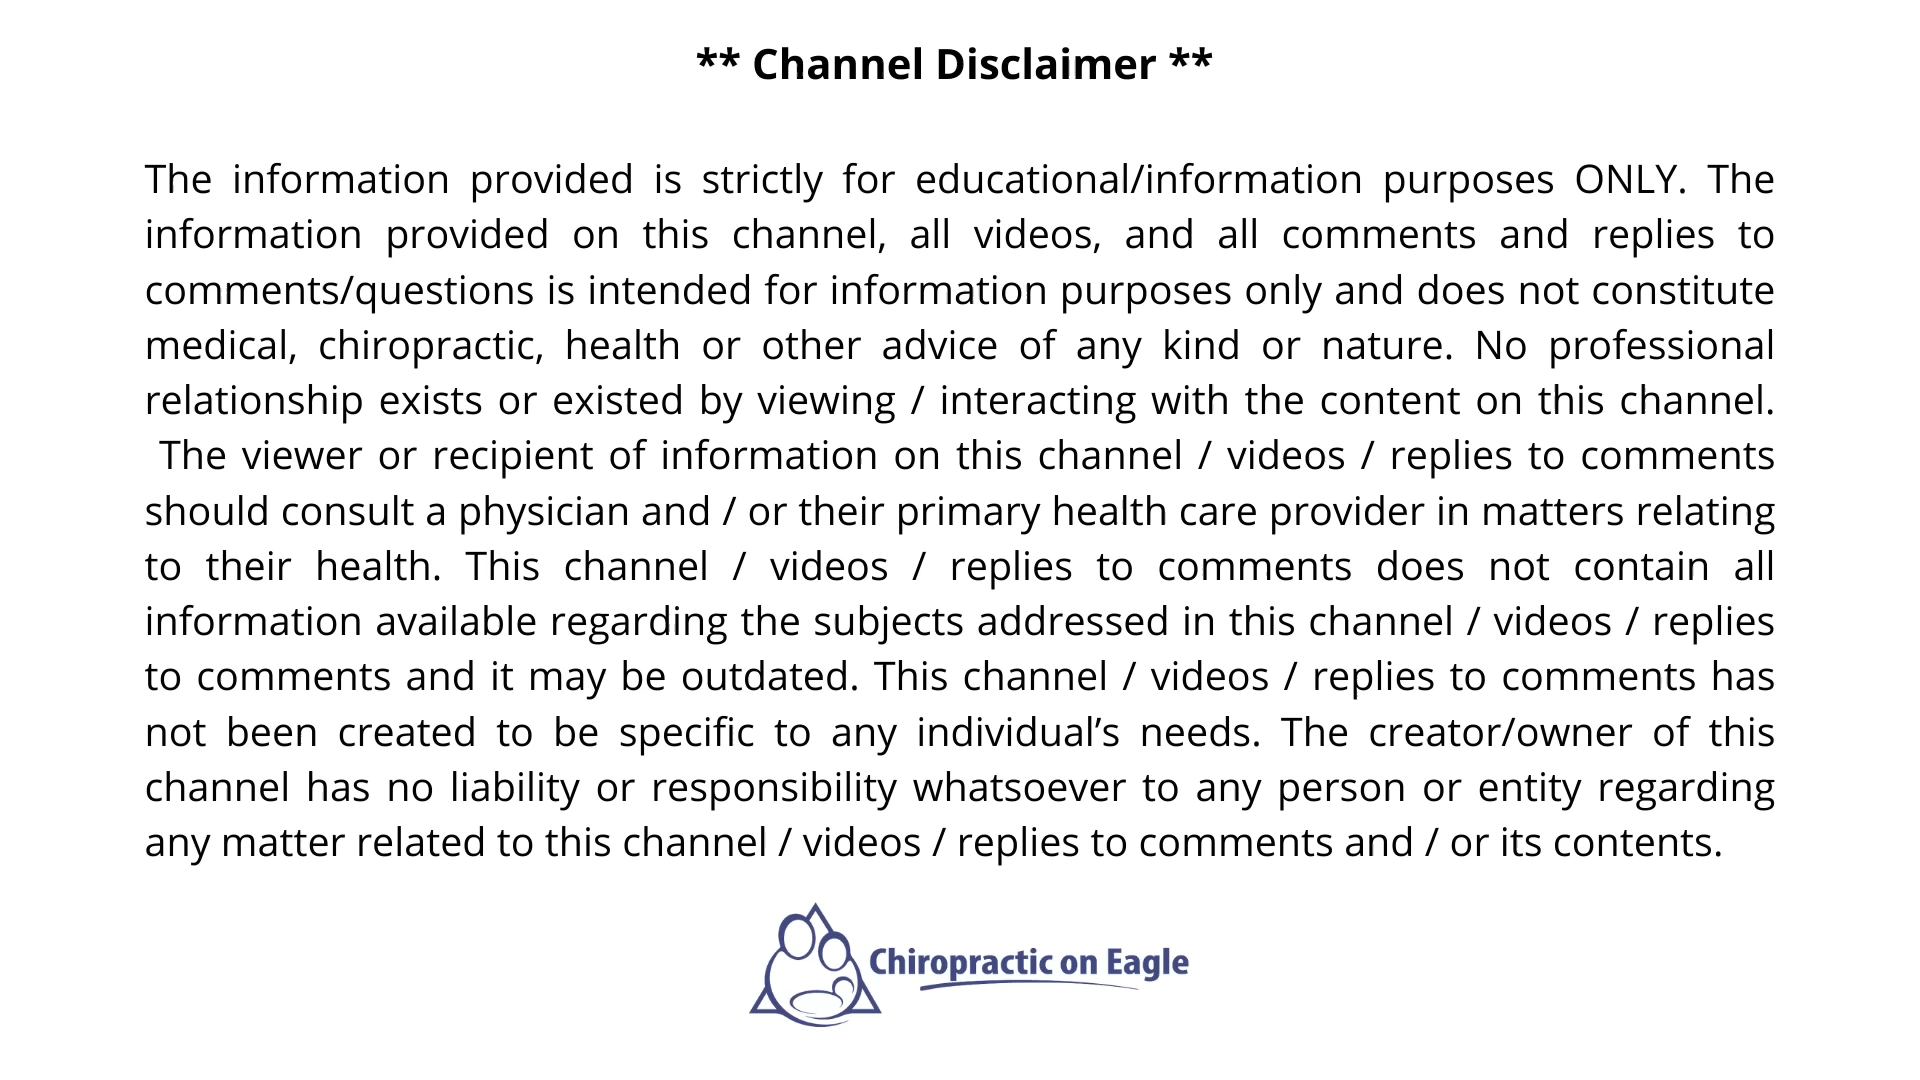 ** Channel Disclaimer **
The information provided is strictly for educational/information purposes ONLY. The
information provided on this channel, all videos, and all comments and replies to
comments/questions is intended for information purposes only and does not constitute
medical, chiropractic, health or other advice of any kind or nature. No professional
relationship exists or existed by viewing / interacting with the content on this channel.
The viewer or recipient of information on this channel / videos / replies to comments
should consult a physician and / or their primary health care provider in matters relating
to their health. This channel / videos / replies to comments does not contain all
information available regarding the subjects addressed in this channel / videos / replies
to comments and it may be outdated. This channel / videos / replies to comments has
not been created to be specific to any individual’s needs. The creator/owner of this
channel has no liability or responsibility whatsoever to any person or entity regarding
any matter related to this channel / videos / replies to comments and / or its contents.
Chiropractic on Eagle